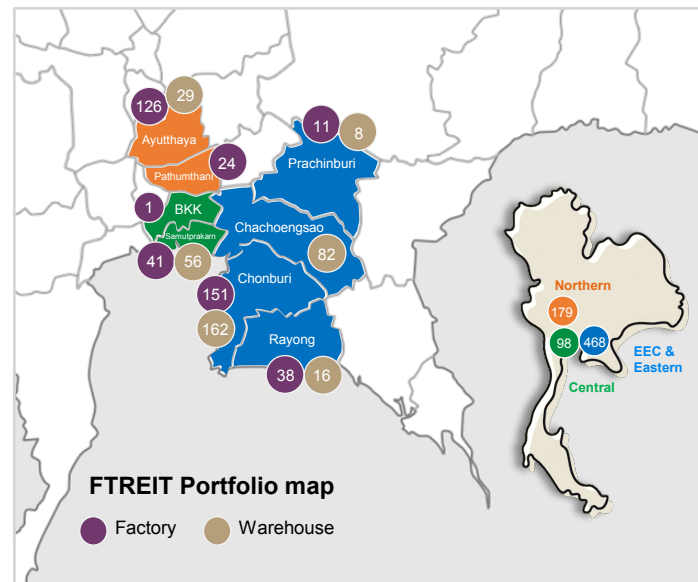 126
29
Ayutthaya
Pathumthani
24
11
8
Prachinburi
1
BKK
Samutprakarn
41
56
Chachoengsao
82
Chonburi
151
162
Rayong
38
16
Northern
179
98
468
EEC &
Eastern
Central
FTREIT Portfolio map
Factory
Warehouse